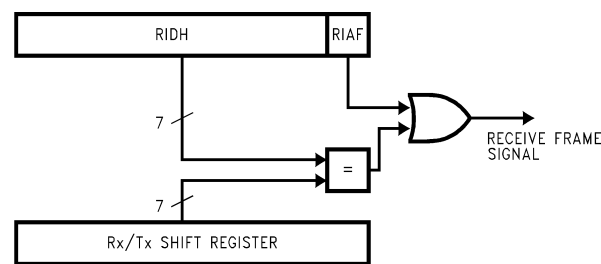 RIDH RIAF
7
RECEIVE FRAME
SIGNAL
=
7
Rx/Tx SHIFT REGISTER